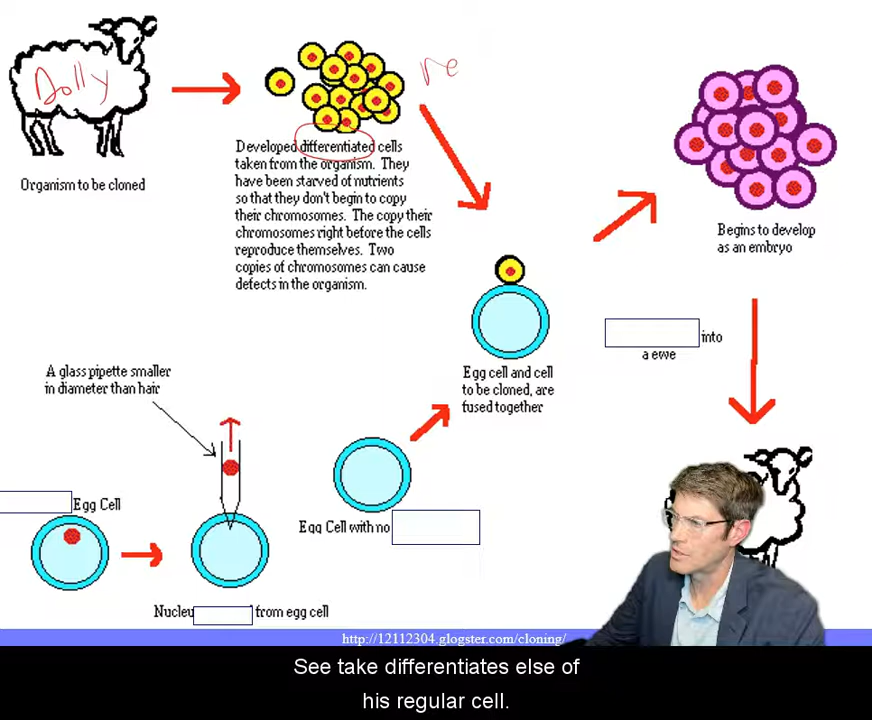 Dolly
re
Organism to be cloned
Developed differentiated cells
taken from the organism. They
have been starved of nutrients
so that they don't begin to copy
their chromosomes. The copy their
chromosomes right before the cells
reproduce themselves. Two
copies of chromosomes can cause
defects in the organism.
Begins to develop
as an embryo
into
a ewe
A glass pipette smaller
in diameter than hair
Egg cell and cell
to be cloned, are
fused together
Egg Cell
Egg Cell with no
Nucleu from egg cell
http://12112304.glogster.com/cloning/
See take differentiates else of
his regular cell.